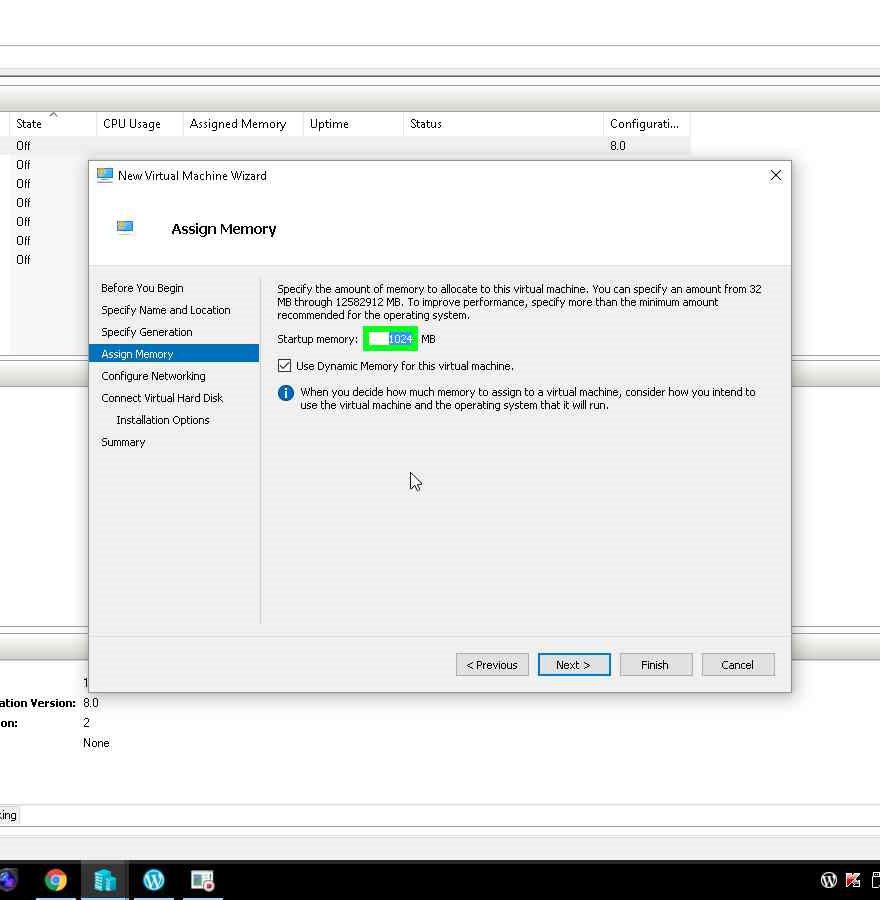 State CPU Usage Assigned Memory Uptime Status Configurati...
Off 8.0
Off
Off
Off
Off
Off
Off
New Virtual Machine Wizard
Assign Memory
Before You Begin
Specify Name and Location
Specify Generation
Assign Memory
Configure Networking
Connect Virtual Hard Disk
Installation Options
Summary
Specify the amount of memory to allocate to this virtual machine. You can specify an amount from 32
MB through 12582912 MB. To improve performance, specify more than the minimum amount
recommended for the operating system.
Startup memory: 1024 MB
Use Dynamic Memory for this virtual machine.
When you decide how much memory to assign to a virtual machine, consider how you intend to
use the virtual machine and the operating system that it will run.
< Previous Next > Finish Cancel
ation Version: 8.0
on: 2
None
king